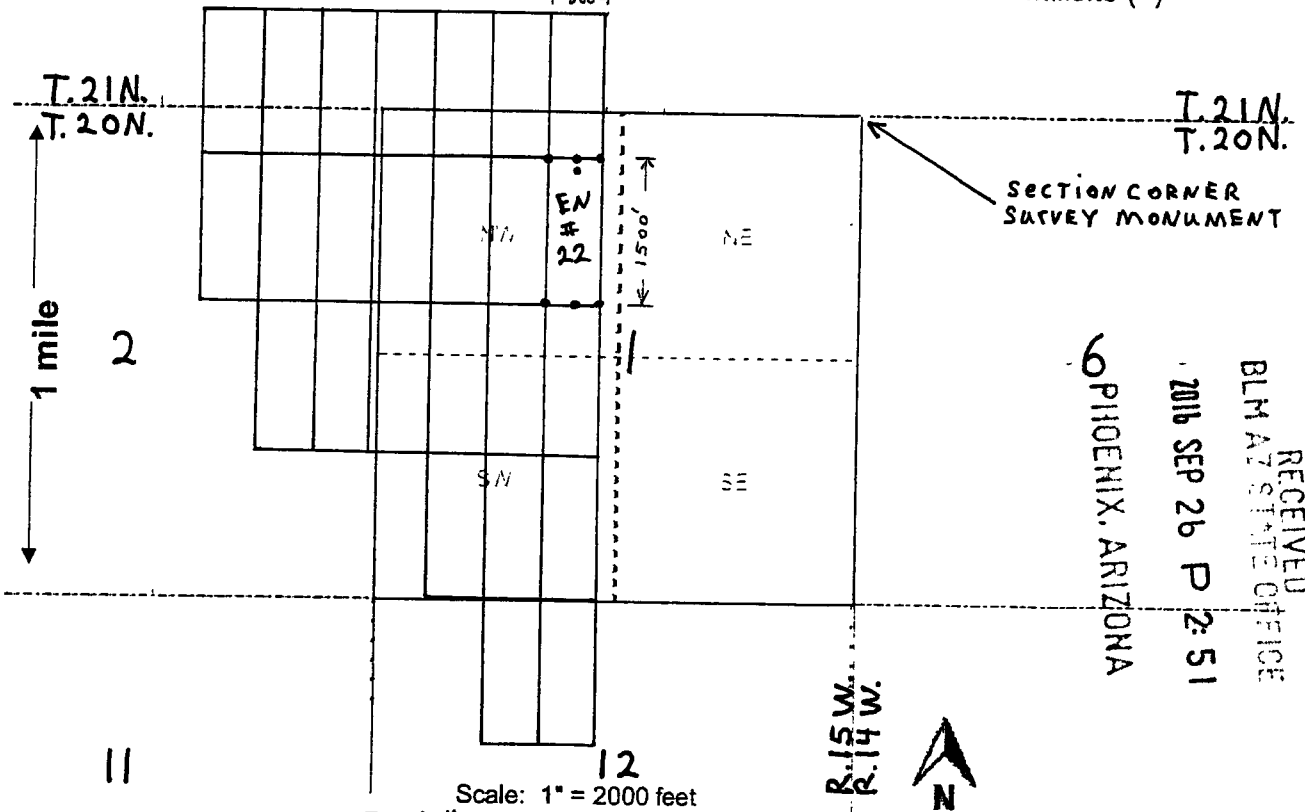 T.21N.
T.20N.
T.21N.
T.20N.
SECTION CORNER
SURVEY MONUMENT
EN
#
22
1500'
NW
NE
1 mile
2
1
6
SW
SE
RECEIVED
BLM AZ STATE OFFICE
2016 SEP 26 P 2:51
PHOENIX, ARIZONA
R.15W.
R.14W.
11
12
N
Scale: 1" = 2000 feet